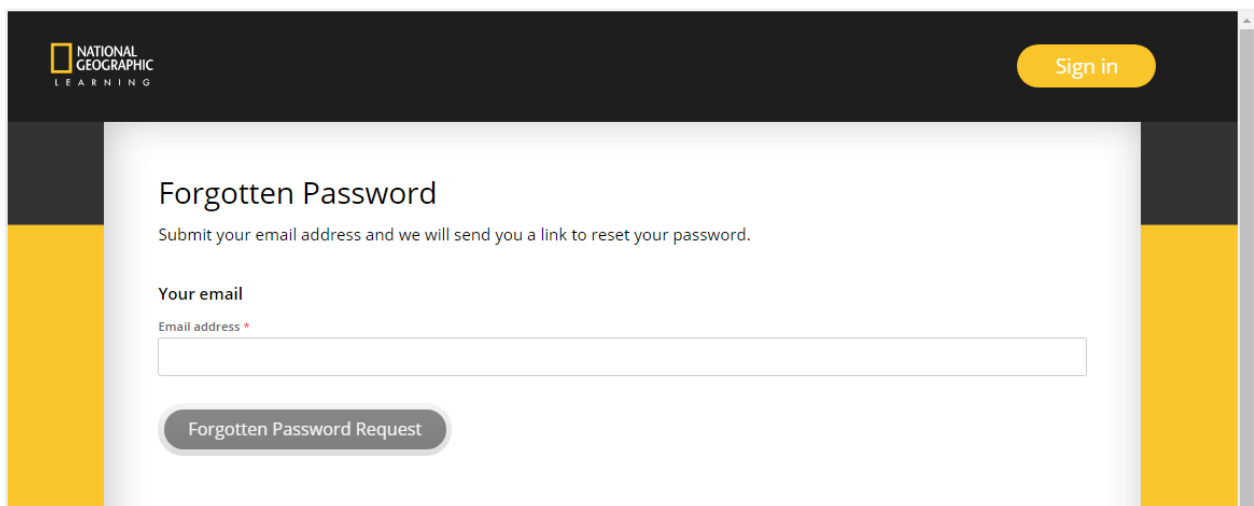 NATIONAL
GEOGRAPHIC
LEARNING
Sign in
Forgotten Password
Submit your email address and we will send you a link to reset your password.
Your email
Email address *
Forgotten Password Request